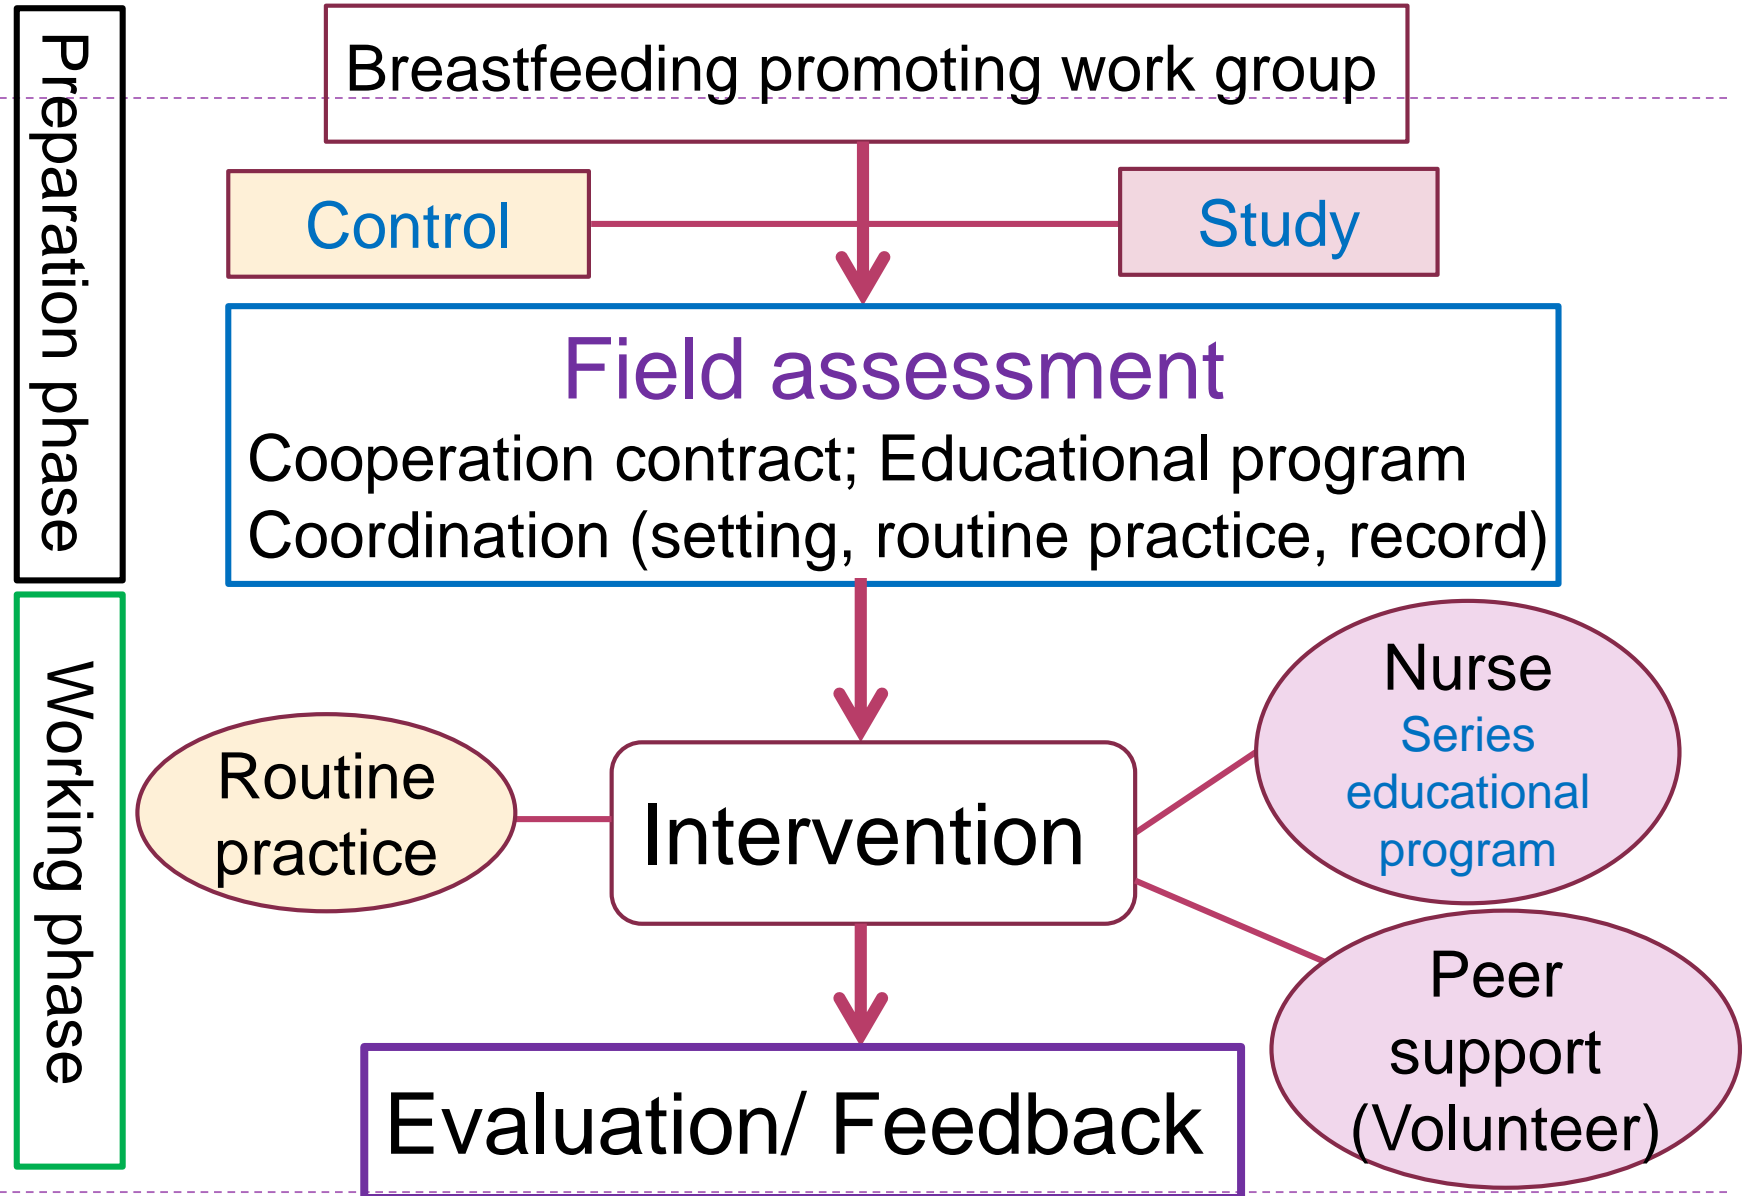 Preparation phase
Breastfeeding promoting work group
Control
Study
Field assessment
Cooperation contract; Educational program
Coordination (setting, routine practice, record)
Working phase
Routine
practice
Intervention
Nurse
Series
educational
program
Peer
support
(Volunteer)
Evaluation/ Feedback